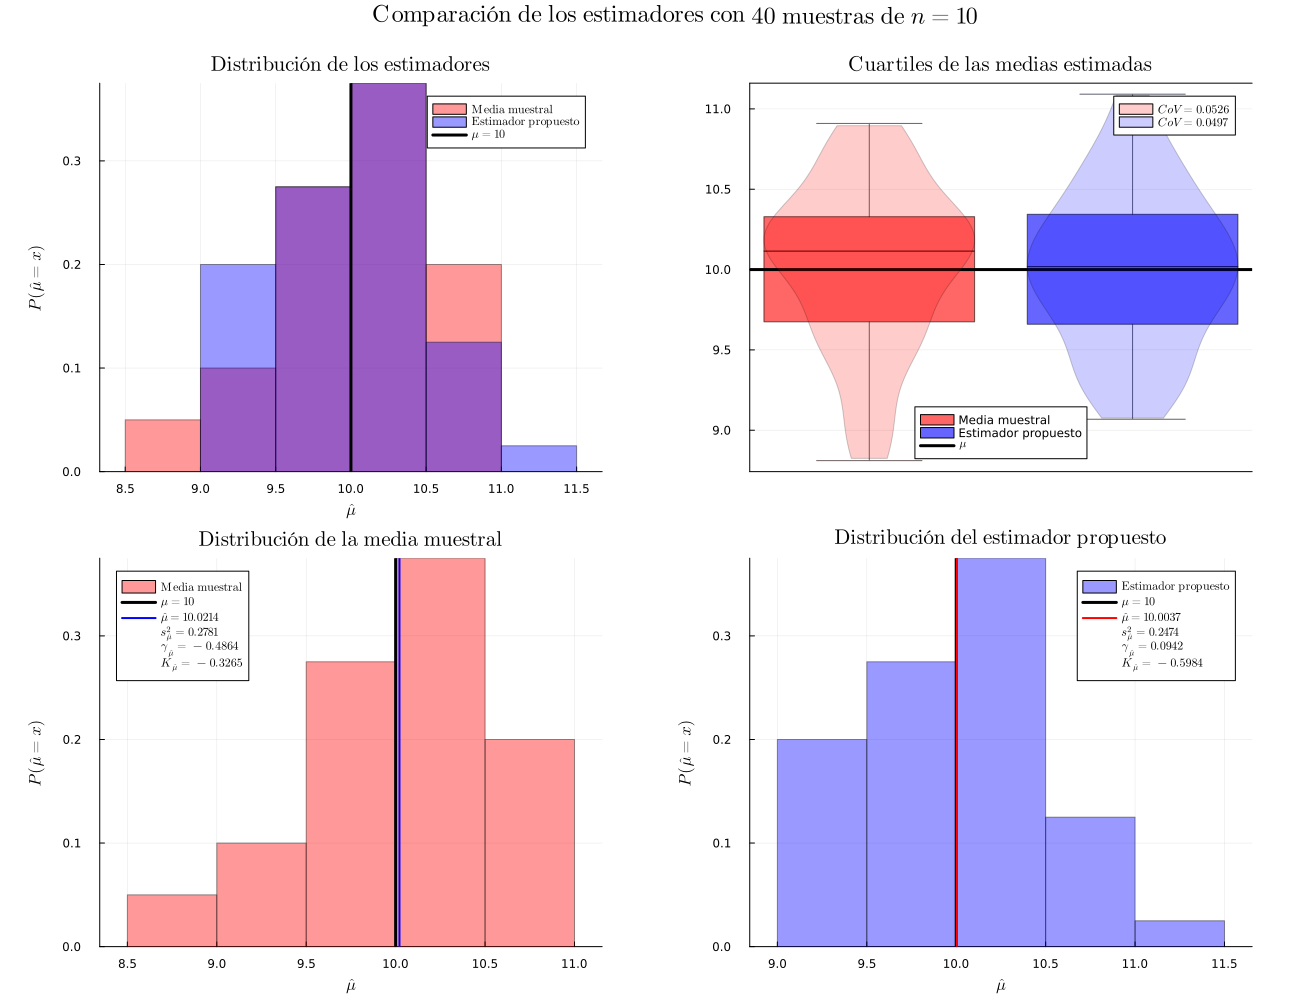 Comparación de los estimadores con 40 muestras de n = 10
Distribución de los estimadores
Media muestral
Estimador propuesto
μ = 10
0.3
0.2
0.1
0.0
P(μ̂ = x)
8.5 9.0 9.5 10.0 10.5 11.0 11.5
μ̂
Cuartiles de las medias estimadas
CoV = 0.0526
CoV = 0.0497
11.0
10.5
10.0
9.5
9.0
Media muestral
Estimador propuesto
μ
Distribución de la media muestral
Media muestral
μ = 10
μ̂ = 10.0214
s²_μ̂ = 0.2781
γ_μ̂ = −0.4864
K_μ̂ = −0.3265
0.3
0.2
0.1
0.0
P(μ̂ = x)
8.5 9.0 9.5 10.0 10.5 11.0
μ̂
Distribución del estimador propuesto
Estimador propuesto
μ = 10
μ̂ = 10.0037
s²_μ̂ = 0.2474
γ_μ̂ = 0.0942
K_μ̂ = −0.5984
0.3
0.2
0.1
0.0
P(μ̂ = x)
9.0 9.5 10.0 10.5 11.0 11.5
μ̂